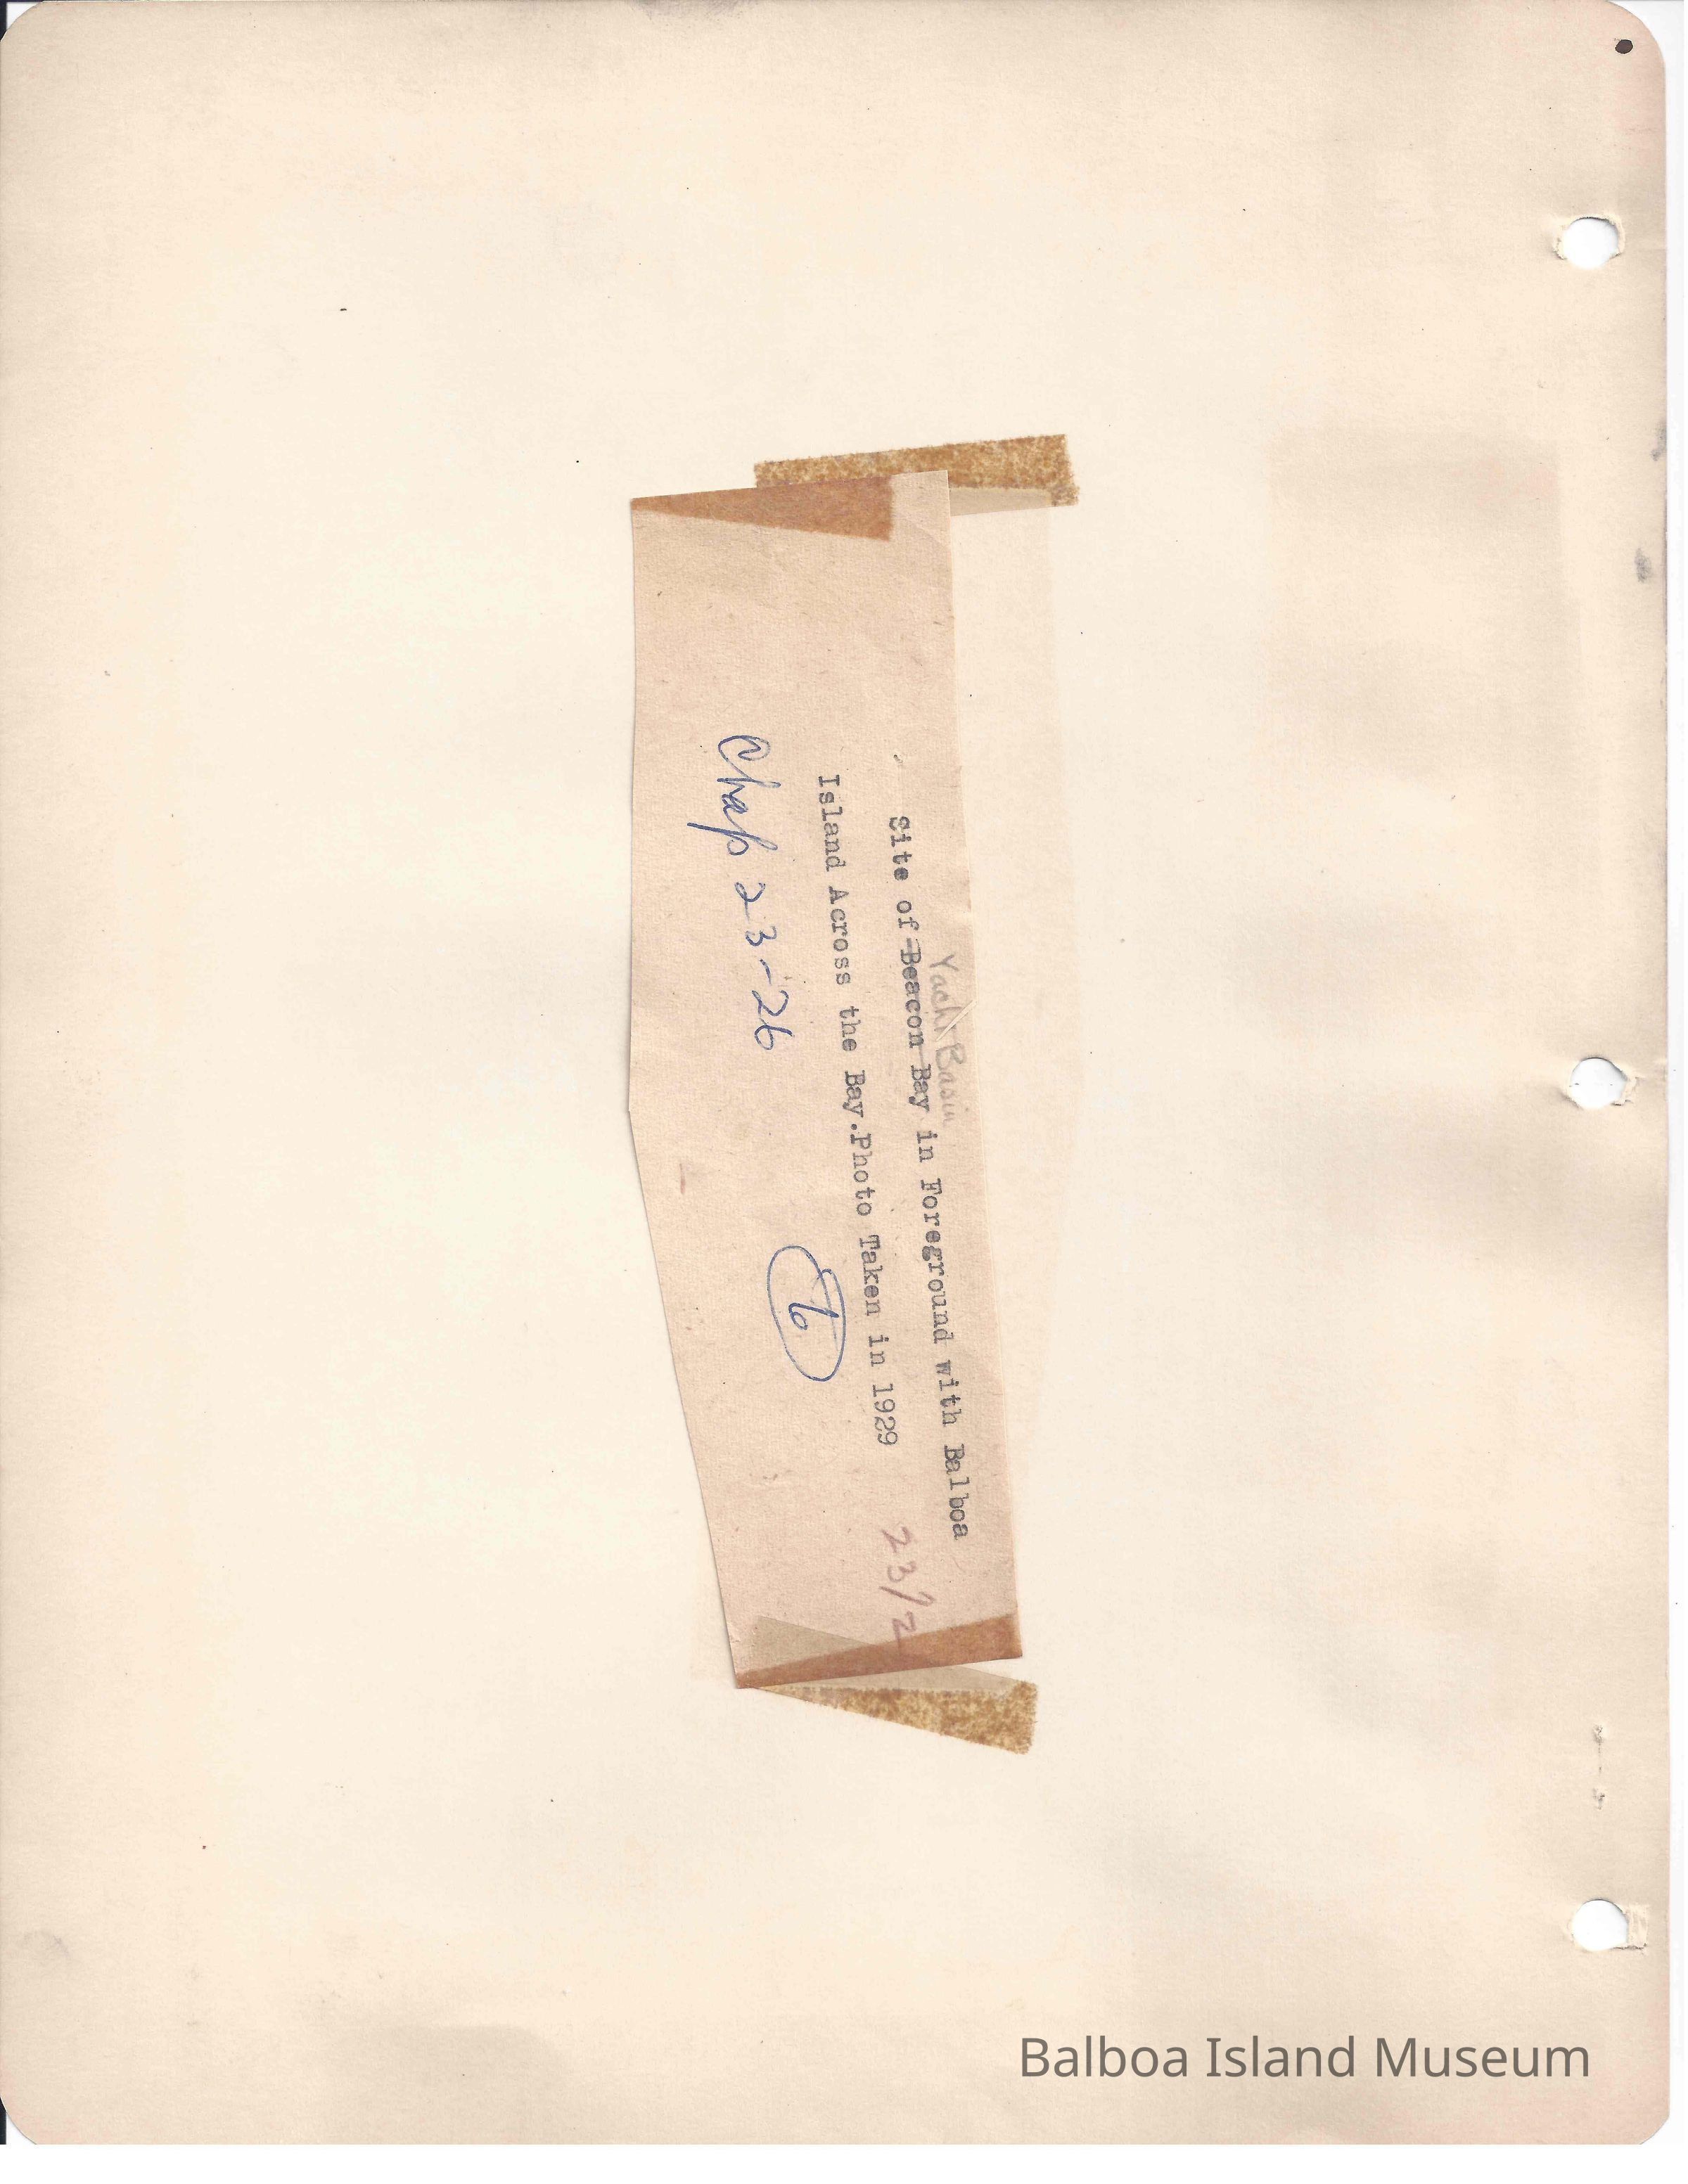 Yacht Basin
Site of Beacon Bay in Foreground with Balboa
Island Across the Bay.Photo Taken in 1929
23/2
Chap 23-26
Balboa Island Museum